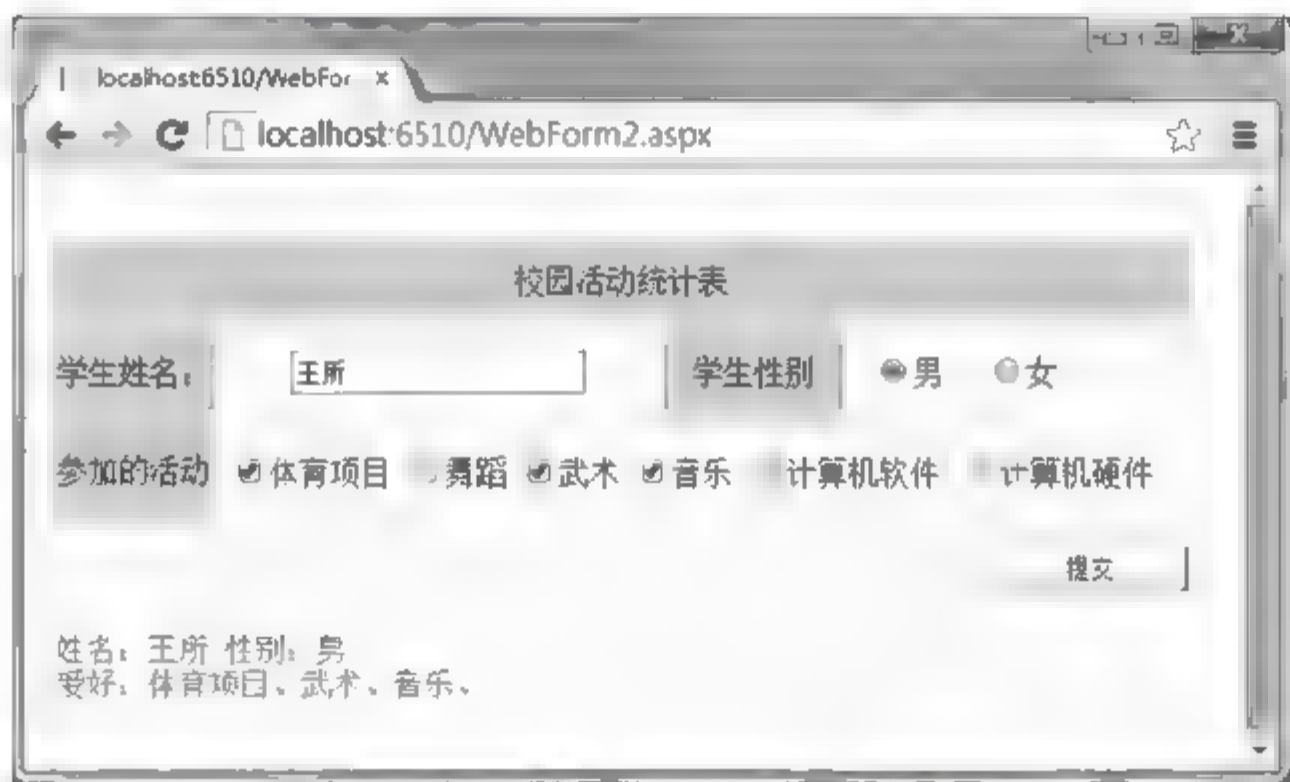 localhost:6510/WebFor ×
localhost:6510/WebForm2.aspx
校园活动统计表
学生姓名: 王所 学生性别 男 女
参加的活动 体育项目 舞蹈 武术 音乐 计算机软件 计算机硬件
提交
姓名: 王所 性别: 男
爱好: 体育项目、武术、音乐、